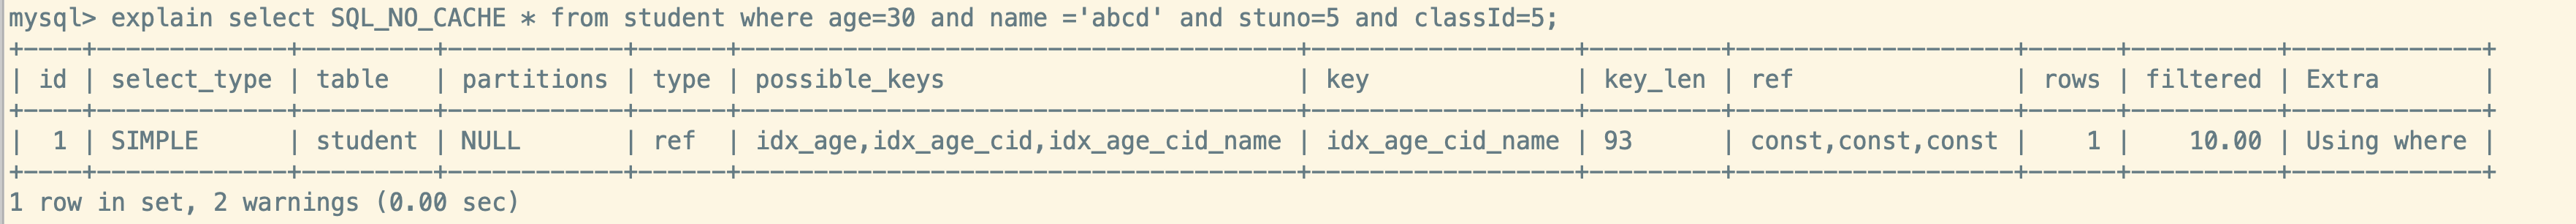 mysql> explain select SQL_NO_CACHE * from student where age=30 and name ='abcd' and stuno=5 and classId=5;
+----+-------------+---------+------------+------+----------------------------------------+-----------------+---------+-------------------+------+----------+-------------+
| id | select_type | table   | partitions | type | possible_keys                          | key             | key_len | ref               | rows | filtered | Extra       |
+----+-------------+---------+------------+------+----------------------------------------+-----------------+---------+-------------------+------+----------+-------------+
|  1 | SIMPLE      | student | NULL       | ref  | idx_age,idx_age_cid,idx_age_cid_name | idx_age_cid_name | 93      | const,const,const |    1 |    10.00 | Using where |
+----+-------------+---------+------------+------+----------------------------------------+-----------------+---------+-------------------+------+----------+-------------+
1 row in set, 2 warnings (0.00 sec)